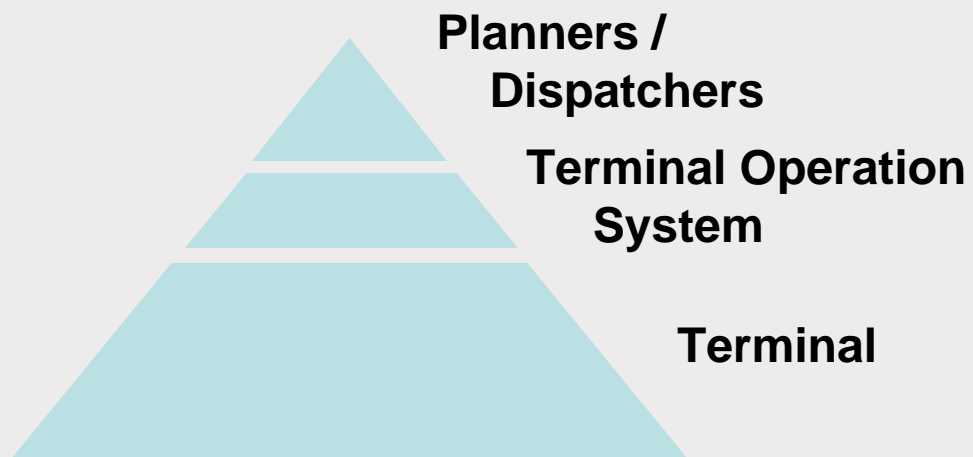 Planners /
Dispatchers
Terminal Operation
System
Terminal